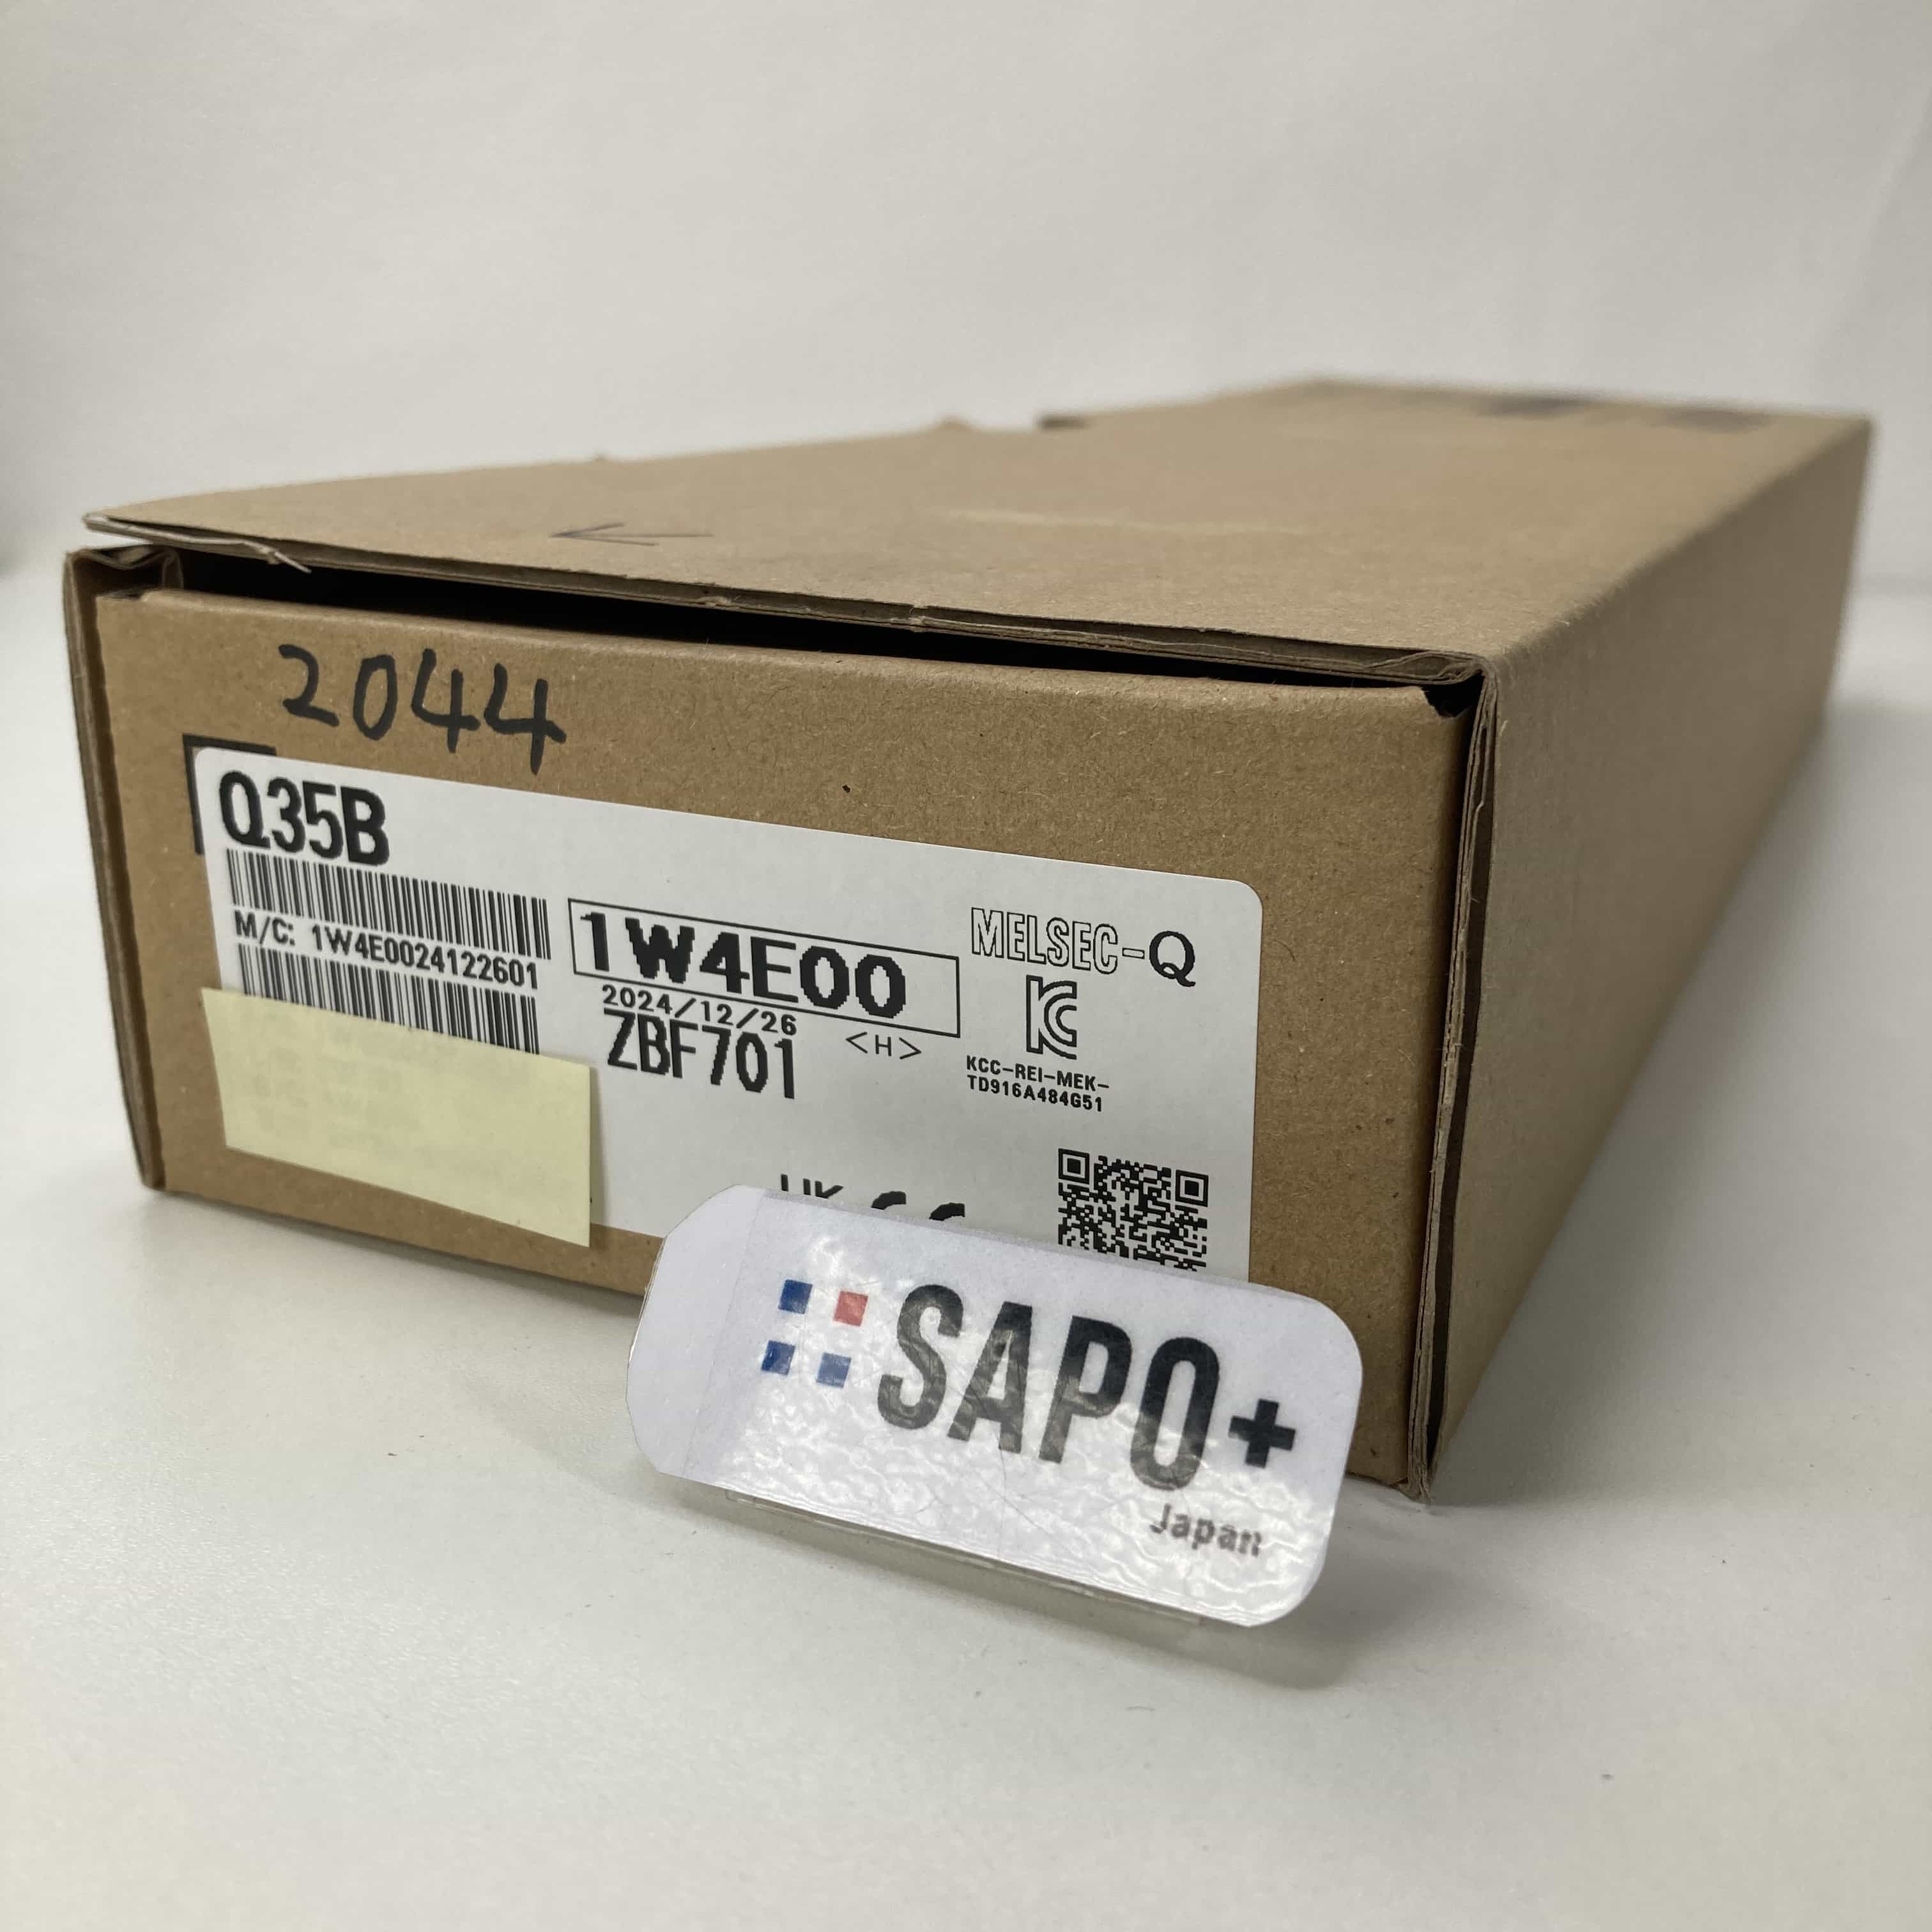 2044
Q35B
M/C: 1W4E0024122601
1W4E00
2024/12/26
<H>
ZBF701
MELSEC-Q
KCC-REI-MEK-
TD916A484G51
SAPO+
Japan